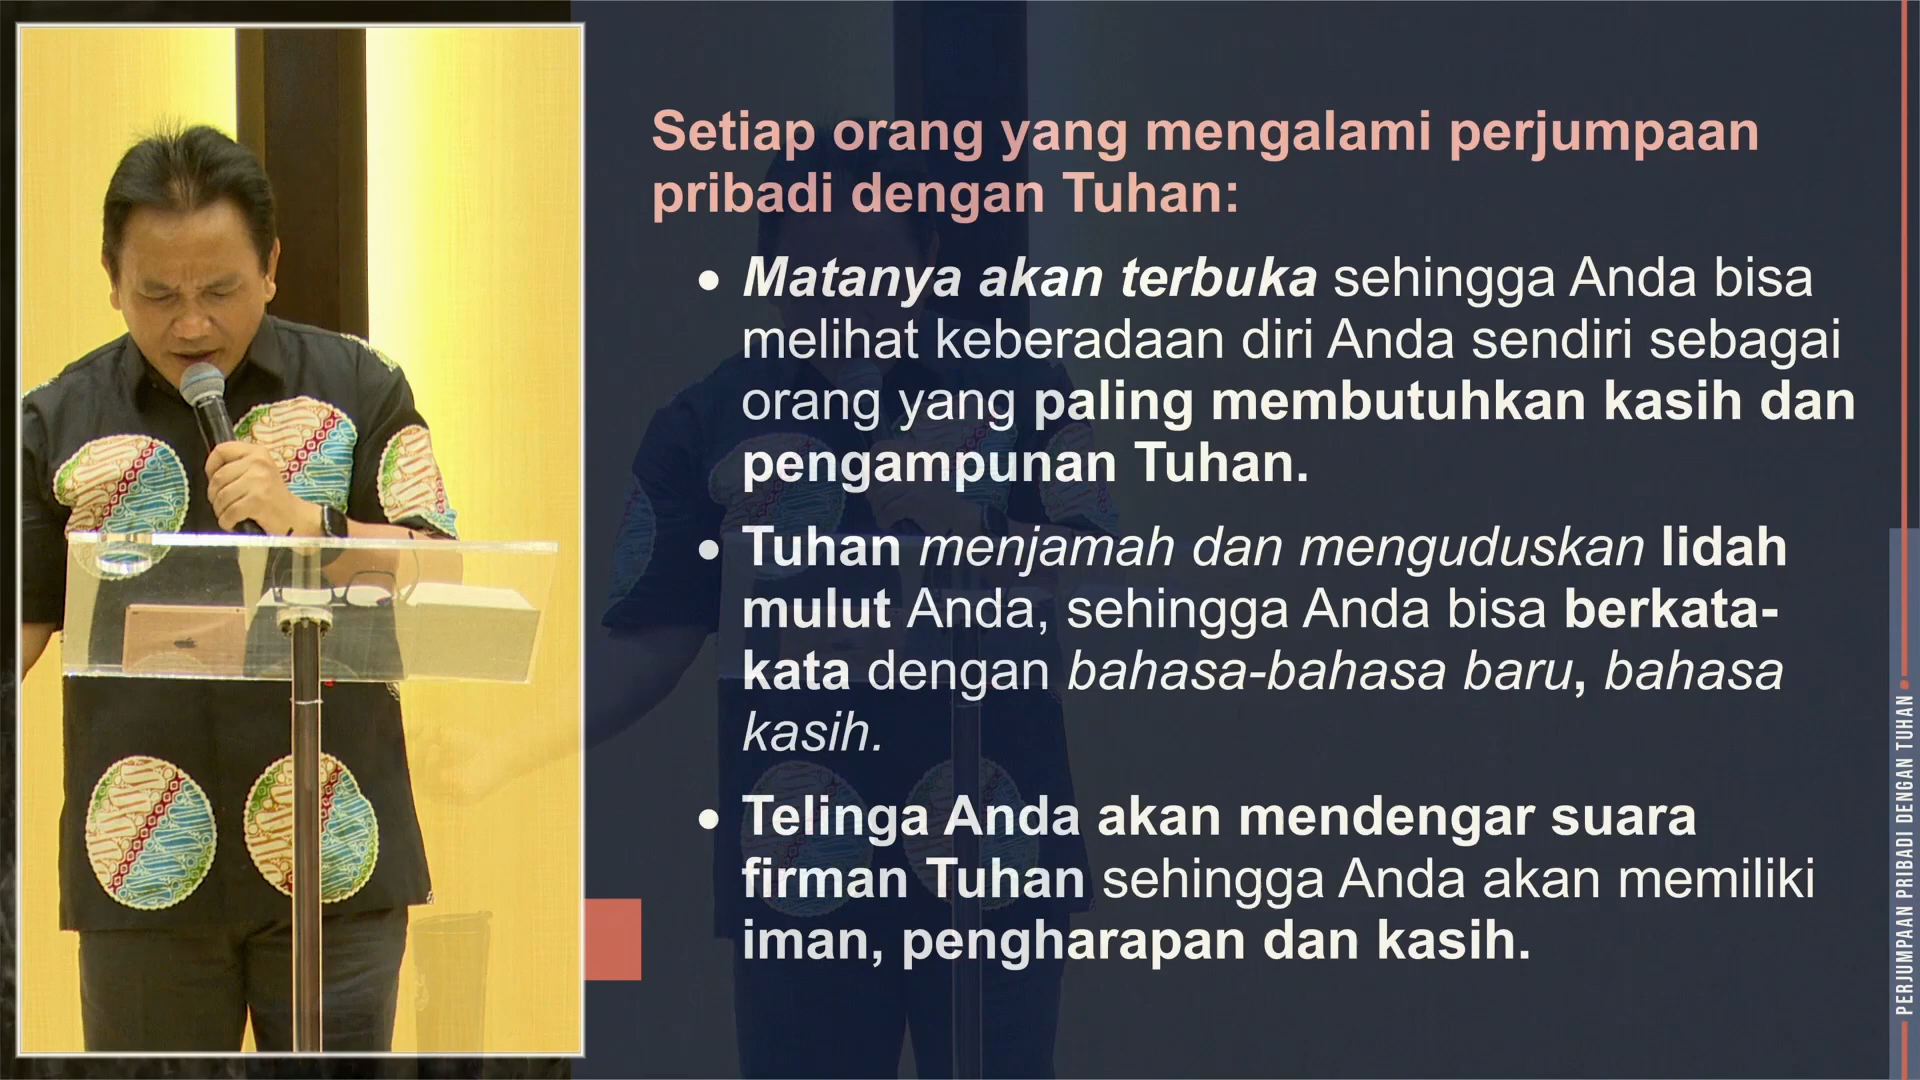 Setiap orang yang mengalami perjumpaan
pribadi dengan Tuhan:
• Matanya akan terbuka sehingga Anda bisa
melihat keberadaan diri Anda sendiri sebagai
orang yang paling membutuhkan kasih dan
pengampunan Tuhan.
• Tuhan menjamah dan menguduskan lidah
mulut Anda, sehingga Anda bisa berkata-
kata dengan bahasa-bahasa baru, bahasa
kasih.
• Telinga Anda akan mendengar suara
firman Tuhan sehingga Anda akan memiliki
iman, pengharapan dan kasih.
PERJUMPAAN PRIBADI DENGAN TUHAN